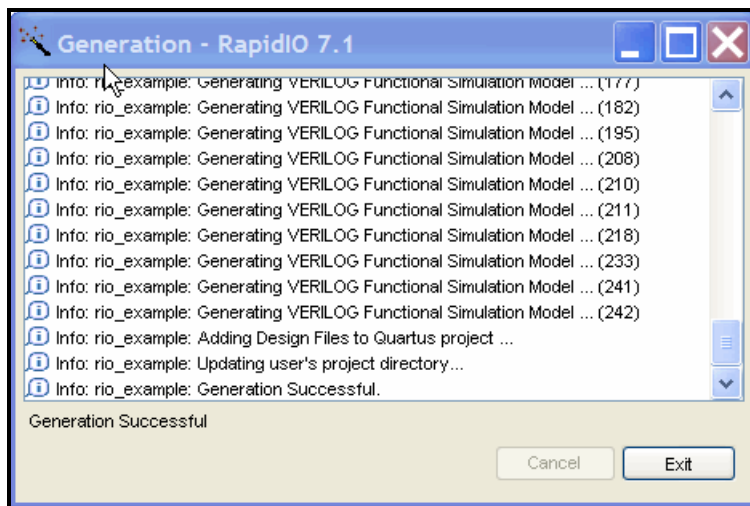 Generation - RapidIO 7.1
Info: rio_example: Generating VERILOG Functional Simulation Model ... (177)
Info: rio_example: Generating VERILOG Functional Simulation Model ... (182)
Info: rio_example: Generating VERILOG Functional Simulation Model ... (195)
Info: rio_example: Generating VERILOG Functional Simulation Model ... (208)
Info: rio_example: Generating VERILOG Functional Simulation Model ... (210)
Info: rio_example: Generating VERILOG Functional Simulation Model ... (211)
Info: rio_example: Generating VERILOG Functional Simulation Model ... (218)
Info: rio_example: Generating VERILOG Functional Simulation Model ... (233)
Info: rio_example: Generating VERILOG Functional Simulation Model ... (241)
Info: rio_example: Generating VERILOG Functional Simulation Model ... (242)
Info: rio_example: Adding Design Files to Quartus project ...
Info: rio_example: Updating user's project directory...
Info: rio_example: Generation Successful.
Generation Successful
Cancel Exit